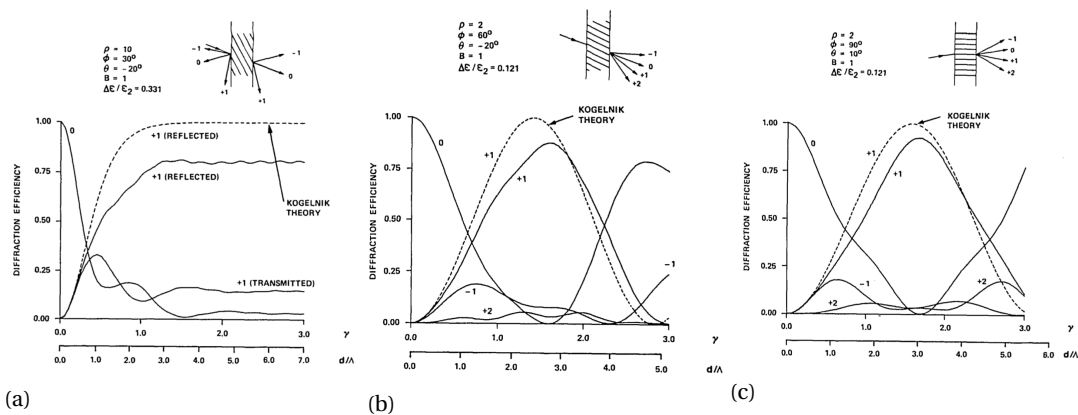 ρ = 10
φ = 30°
θ = −20°
B = 1
Δε/ε₂ = 0.331
−1
0
+1
+1
0
−1
DIFFRACTION EFFICIENCY
1.00
0.75
0.50
0.25
0.00
0
+1 (REFLECTED)
+1 (REFLECTED)
KOGELNIK
THEORY
+1 (TRANSMITTED)
0.0 1.0 2.0 3.0 γ
0.0 1.0 2.0 3.0 4.0 5.0 6.0 7.0 d/Λ
(a)
ρ = 2
φ = 60°
θ = −20°
B = 1
Δε/ε₂ = 0.121
−1
0
+1
+2
DIFFRACTION EFFICIENCY
1.00
0.75
0.50
0.25
0.00
0
KOGELNIK
THEORY
+1
+1
−1
+2
−1
0.0 1.0 2.0 3.0 γ
0.0 1.0 2.0 3.0 4.0 5.0 d/Λ
(b)
ρ = 2
φ = 90°
θ = 10°
B = 1
Δε/ε₂ = 0.121
−1
0
+1
+2
DIFFRACTION EFFICIENCY
1.00
0.75
0.50
0.25
0.00
0
KOGELNIK
THEORY
+1
+1
−1
+2
+2
0.0 1.0 2.0 3.0 γ
0.0 1.0 2.0 3.0 4.0 5.0 6.0 d/Λ
(c)